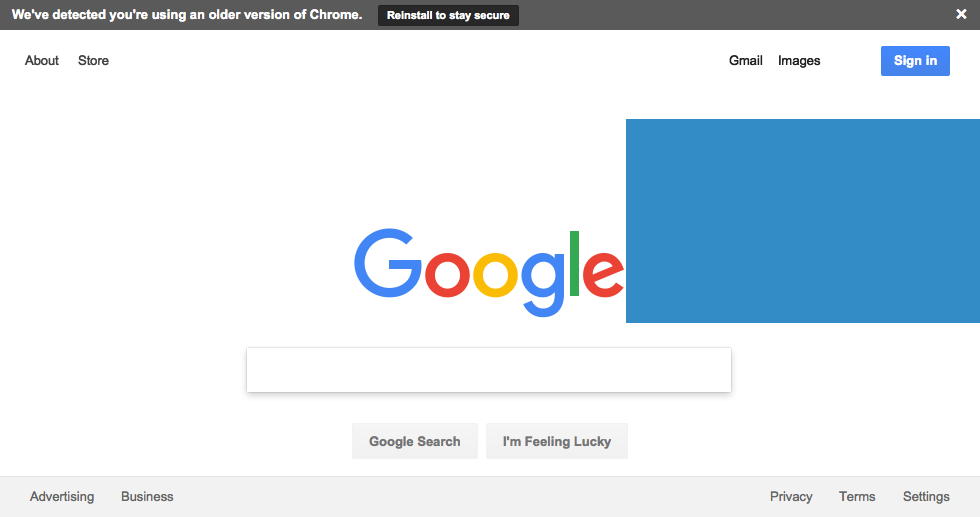 We've detected you're using an older version of Chrome. Reinstall to stay secure ×
About Store Gmail Images Sign in
Google
Google Search I'm Feeling Lucky
Advertising Business Privacy Terms Settings